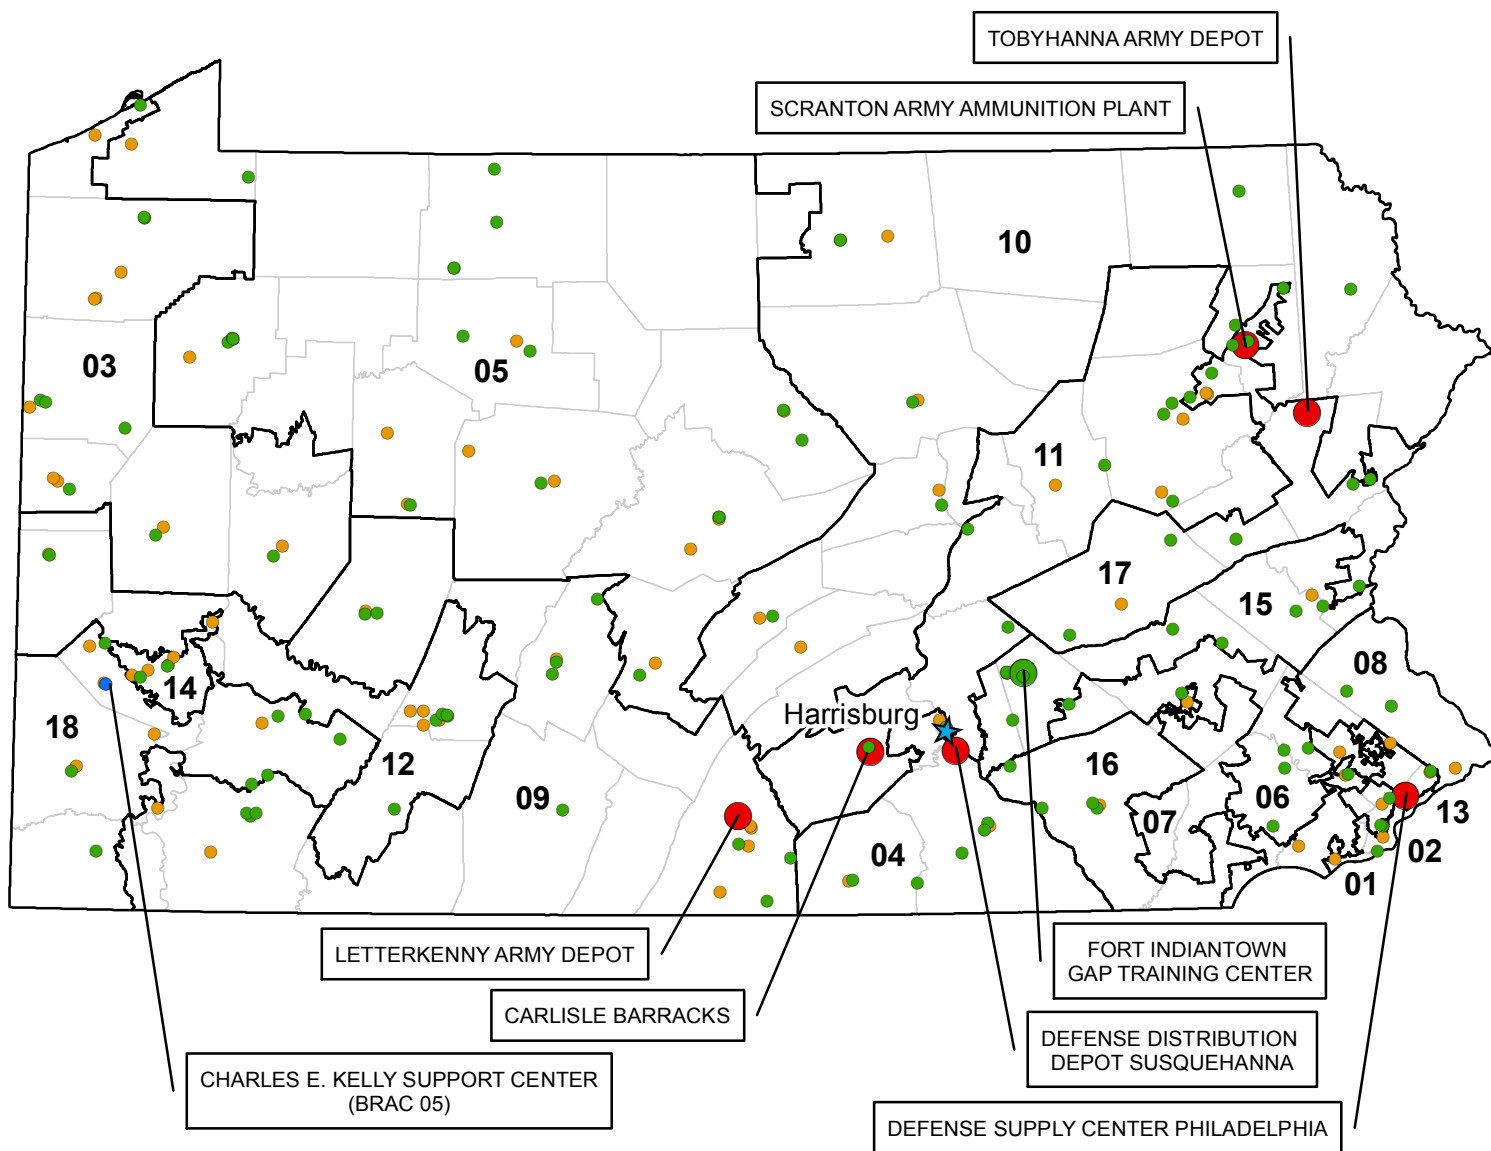 TOBYHANNA ARMY DEPOT
SCRANTON ARMY AMMUNITION PLANT
10
03
05
11
17
15
08
14
18
Harrisburg
12
16
09
06
07
13
04
02
01
LETTERKENNY ARMY DEPOT
FORT INDIANTOWN
GAP TRAINING CENTER
CARLISLE BARRACKS
DEFENSE DISTRIBUTION
DEPOT SUSQUEHANNA
CHARLES E. KELLY SUPPORT CENTER
(BRAC 05)
DEFENSE SUPPLY CENTER PHILADELPHIA